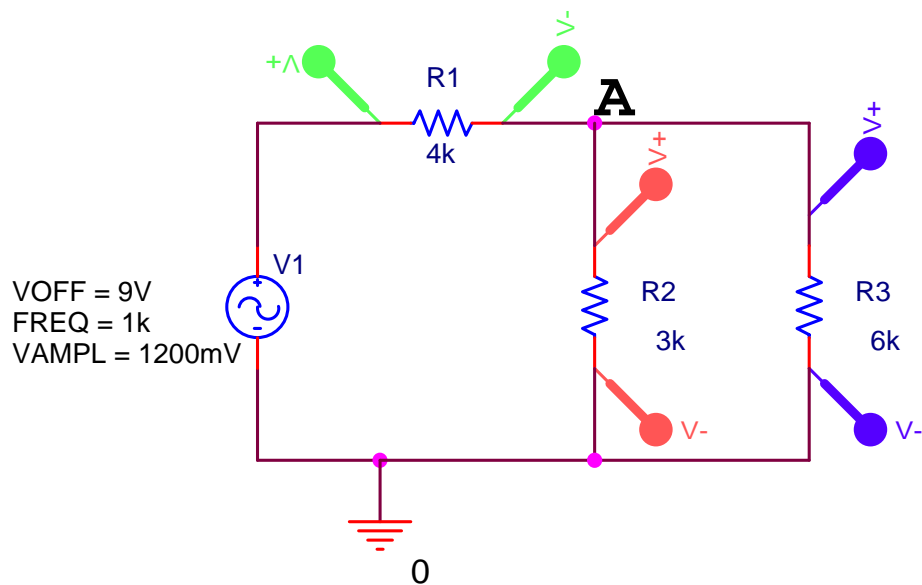 V+
V-
R1
4k
A
V+
V+
V1
VOFF = 9V
FREQ = 1k
VAMPL = 1200mV
R2
3k
R3
6k
V-
V-
0